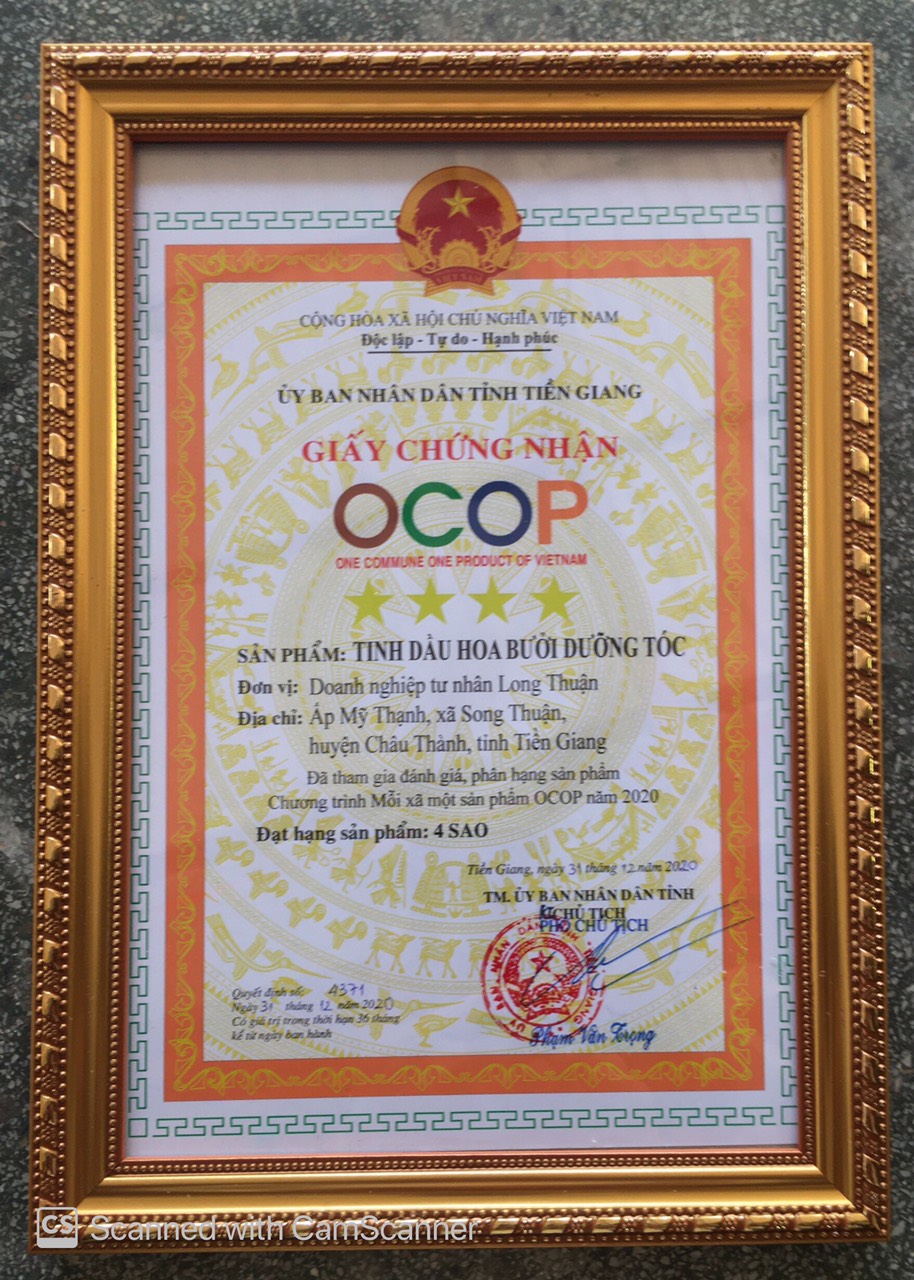 VIỆT NAM
CỘNG HÒA XÃ HỘI CHỦ NGHĨA VIỆT NAM
Độc lập - Tự do - Hạnh phúc
ỦY BAN NHÂN DÂN TỈNH TIỀN GIANG
GIẤY CHỨNG NHẬN
OCOP
ONE COMMUNE ONE PRODUCT OF VIETNAM
SẢN PHẨM: TINH DẦU HOA BƯỞI DƯỠNG TÓC
Đơn vị: Doanh nghiệp tư nhân Long Thuận
Địa chỉ: Ấp Mỹ Thạnh, xã Song Thuận,
huyện Châu Thành, tỉnh Tiền Giang
Đã tham gia đánh giá, phân hạng sản phẩm
Chương trình Mỗi xã một sản phẩm OCOP năm 2020
Đạt hạng sản phẩm: 4 SAO
Tiền Giang, ngày 31 tháng 12 năm 2020
TM. ỦY BAN NHÂN DÂN TỈNH
KT. CHỦ TỊCH
PHÓ CHỦ TỊCH
Quyết định số: 4371
Ngày 31 tháng 12 năm 2020
Có giá trị trong thời hạn 36 tháng
kể từ ngày ban hành
Phạm Văn Trọng
CS Scanned with CamScanner